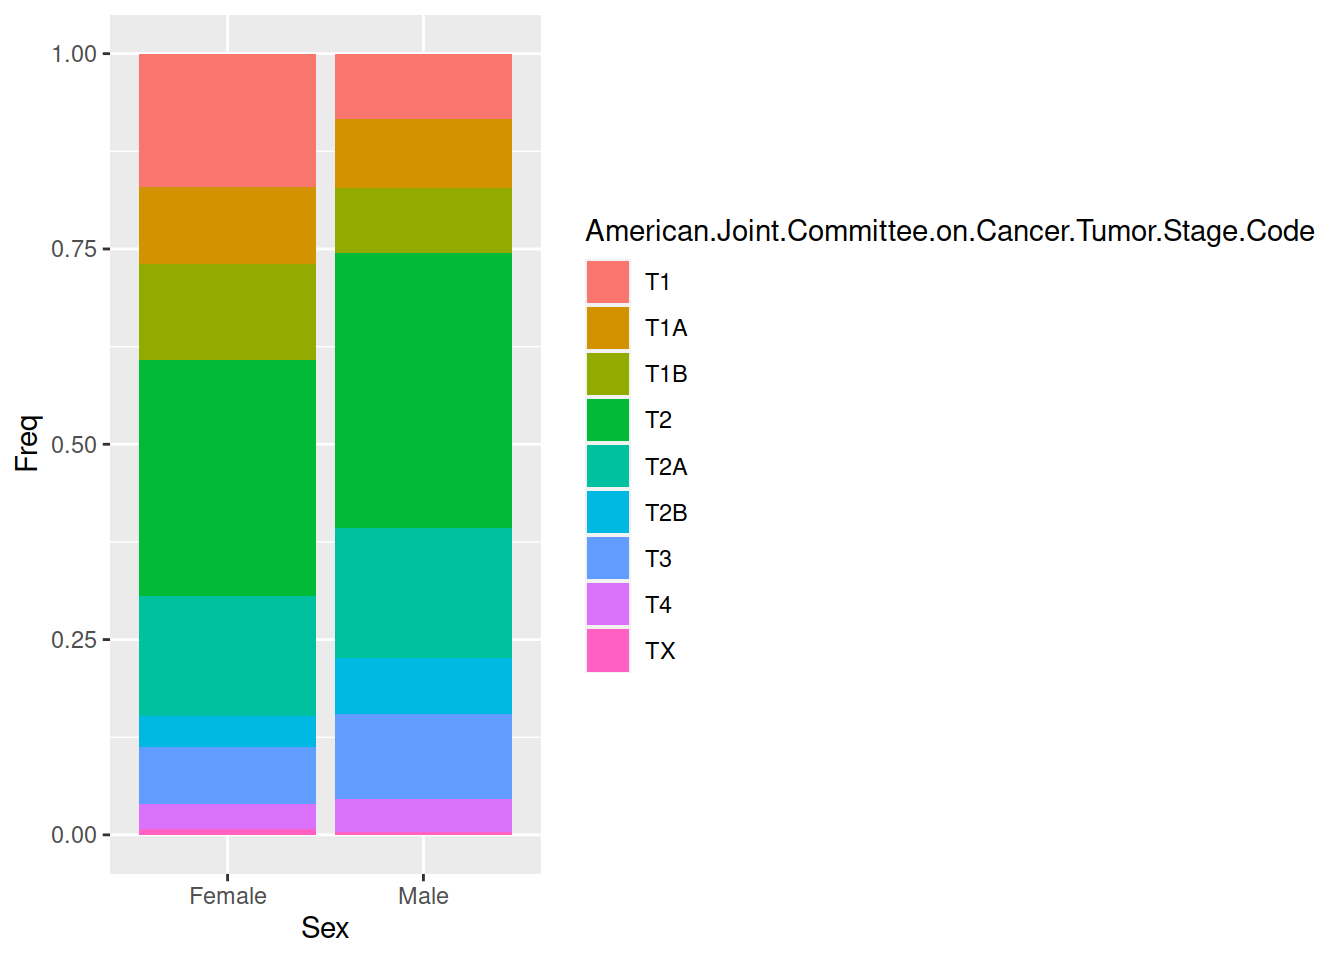 1.00
0.75
0.50
0.25
0.00
Freq
Female Male
Sex
American.Joint.Committee.on.Cancer.Tumor.Stage.Code
T1
T1A
T1B
T2
T2A
T2B
T3
T4
TX